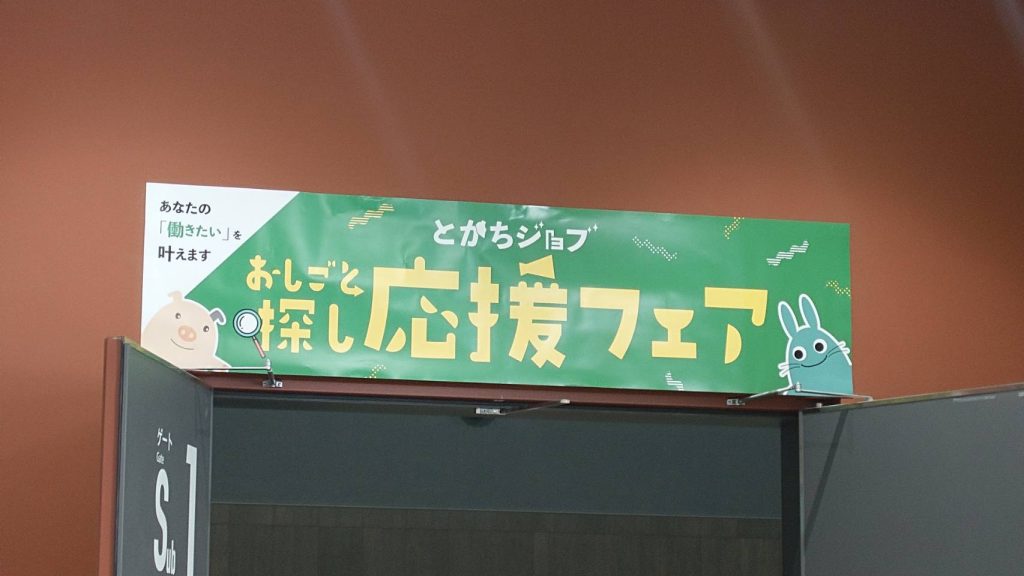 あなたの
「働きたい」を
叶えます
とかちジョブ
おしごと
探し応援フェア
ゲート
Gate
Sub 1